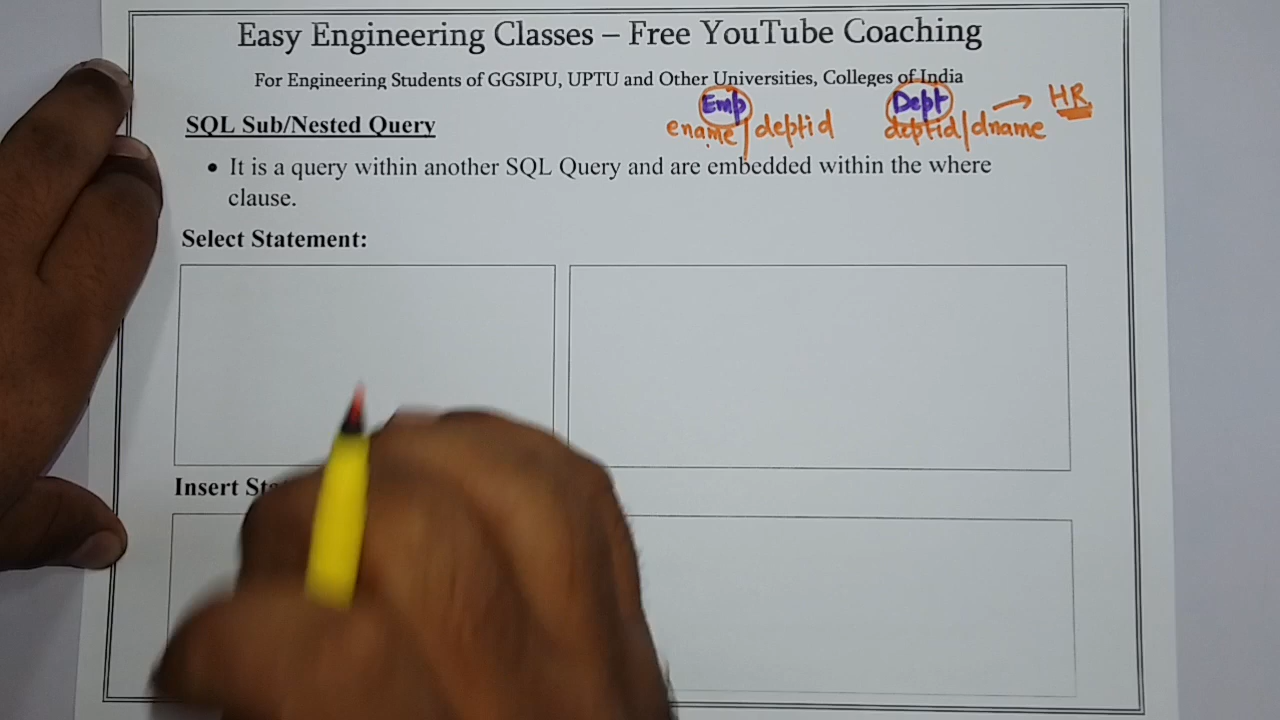 Easy Engineering Classes – Free YouTube Coaching
For Engineering Students of GGSIPU, UPTU and Other Universities, Colleges of India
Emp Dept → HR
SQL Sub/Nested Query ename | deptid deptid | dname
• It is a query within another SQL Query and are embedded within the where
clause.
Select Statement:
Insert